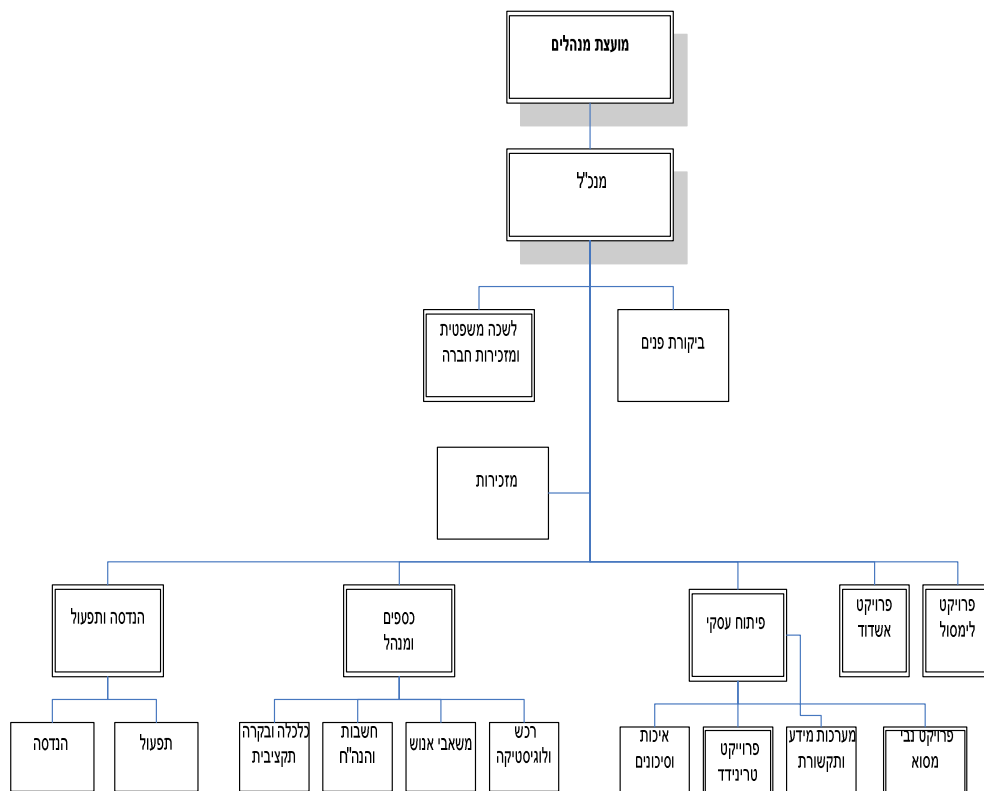 מועצת מנהלים
מנכ"ל
ביקורת פנים
לשכה משפטית
ומזכירות חברה
מזכירות
פרויקט
לימסול
פרויקט
אשדוד
פיתוח עסקי
כספים
ומנהל
הנדסה ותפעול
פרויקט נבי
מסוא
מערכות מידע
ותקשורת
פרוייקט
טרינידד
איכות
וסיכונים
רכש
ולוגיסטיקה
משאבי אנוש
חשבות
והנה"ח
כלכלה ובקרה
תקציבית
תפעול
הנדסה